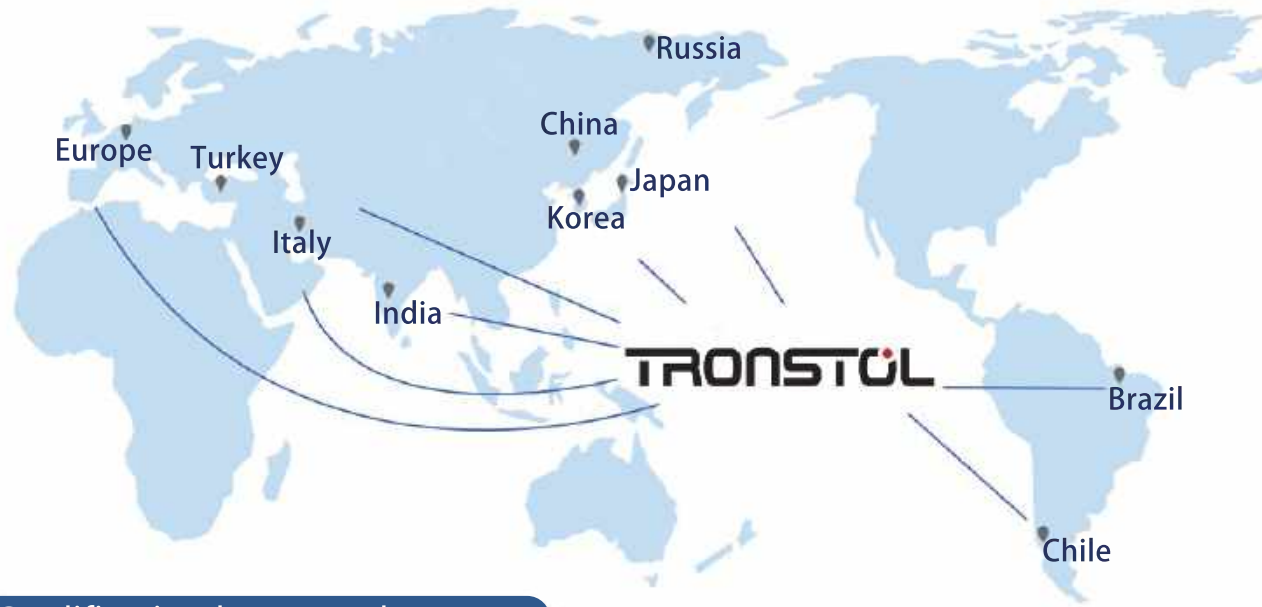 Russia
China
Europe
Turkey
Japan
Korea
Italy
India
TRONSTOL
Brazil
Chile